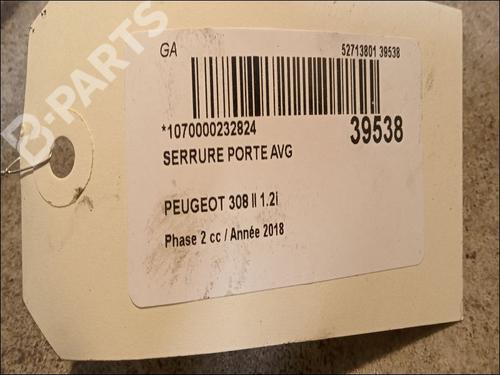 GA 52713801 39538
*1070000232824 39538
SERRURE PORTE AVG
PEUGEOT 308 II 1.2i
Phase 2 cc / Année 2018
B-PARTS